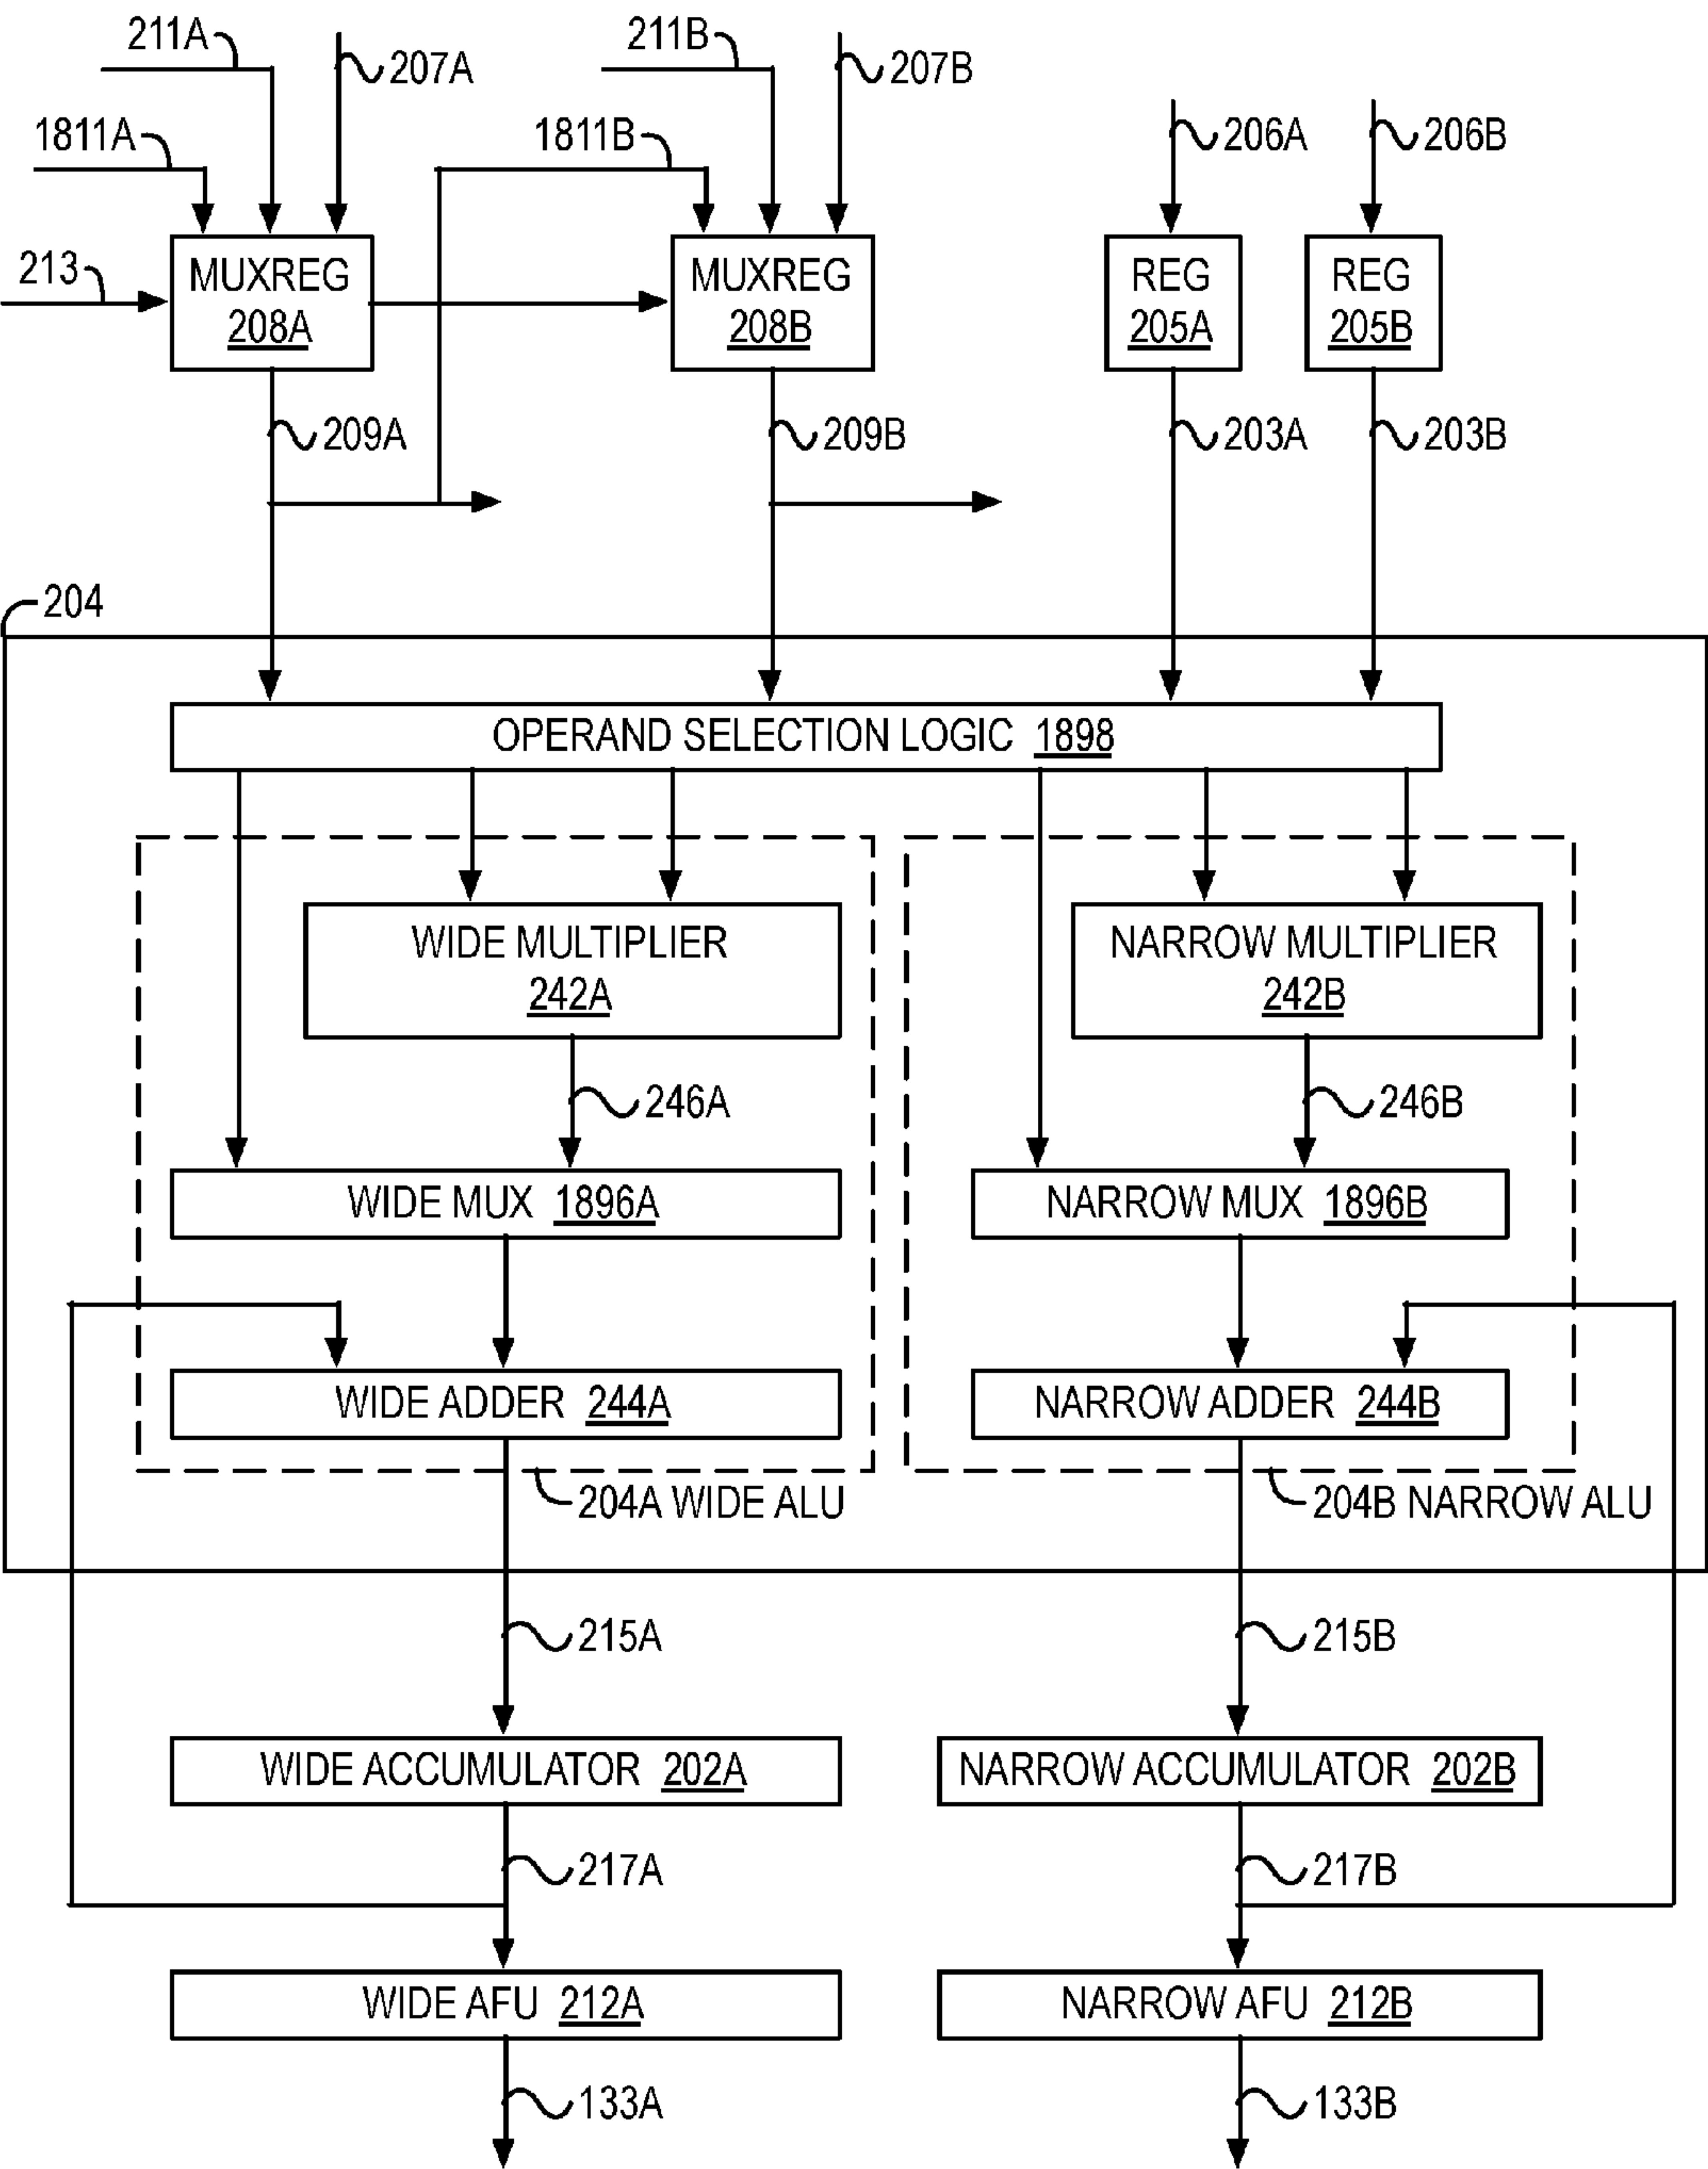 211A
207A
211B
207B
1811A
1811B
206A
206B
213
MUXREG
208A
MUXREG
208B
REG
205A
REG
205B
209A
209B
203A
203B
204
OPERAND SELECTION LOGIC 1898
WIDE MULTIPLIER
242A
NARROW MULTIPLIER
242B
246A
246B
WIDE MUX 1896A
NARROW MUX 1896B
WIDE ADDER 244A
NARROW ADDER 244B
204A WIDE ALU
204B NARROW ALU
215A
215B
WIDE ACCUMULATOR 202A
NARROW ACCUMULATOR 202B
217A
217B
WIDE AFU 212A
NARROW AFU 212B
133A
133B